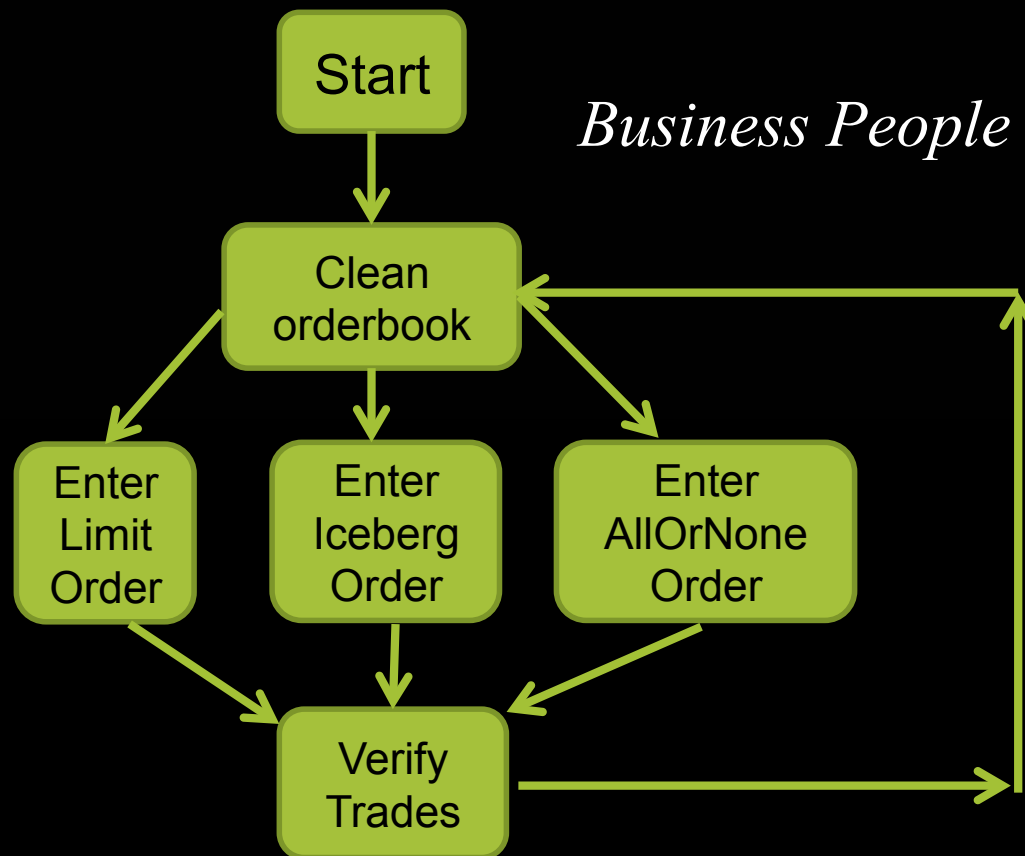 Start
Business People
Clean
orderbook
Enter
Limit
Order
Enter
Iceberg
Order
Enter
AllOrNone
Order
Verify
Trades